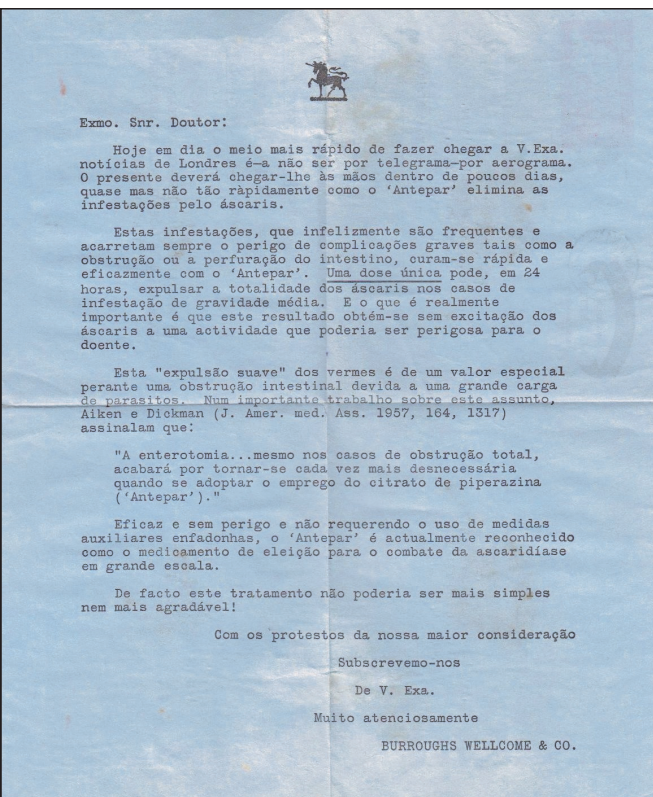 Exmo. Snr. Doutor:
Hoje em dia o meio mais rápido de fazer chegar a V.Exa.
notícias de Londres é—a não ser por telegrama—por aerograma.
O presente deverá chegar-lhe às mãos dentro de poucos dias,
quase mas não tão ràpidamente como o 'Antepar' elimina as
infestações pelo áscaris.
Estas infestações, que infelizmente são frequentes e
acarretam sempre o perigo de complicações graves tais como a
obstrução ou a perfuração do intestino, curam-se rápida e
eficazmente com o 'Antepar'. Uma dose única pode, em 24
horas, expulsar a totalidade dos áscaris nos casos de
infestação de gravidade média. E o que é realmente
importante é que este resultado obtém-se sem excitação dos
áscaris a uma actividade que poderia ser perigosa para o
doente.
Esta "expulsão suave" dos vermes é de um valor especial
perante uma obstrução intestinal devida a uma grande carga
de parasitos. Num importante trabalho sobre este assunto,
Aiken e Dickman (J. Amer. med. Ass. 1957, 164, 1317)
assinalam que:
"A enterotomia...mesmo nos casos de obstrução total,
acabará por tornar-se cada vez mais desnecessária
quando se adoptar o emprego do citrato de piperazina
('Antepar')."
Eficaz e sem perigo e não requerendo o uso de medidas
auxiliares enfadonhas, o 'Antepar' é actualmente reconhecido
como o medicamento de eleição para o combate da ascaridíase
em grande escala.
De facto este tratamento não poderia ser mais simples
nem mais agradável!
Com os protestos da nossa maior consideração
Subscrevemo-nos
De V. Exa.
Muito atenciosamente
BURROUGHS WELLCOME & CO.